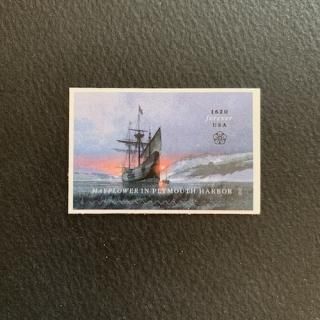 1620
forever
USA
MAYFLOWER IN PLYMOUTH HARBOR